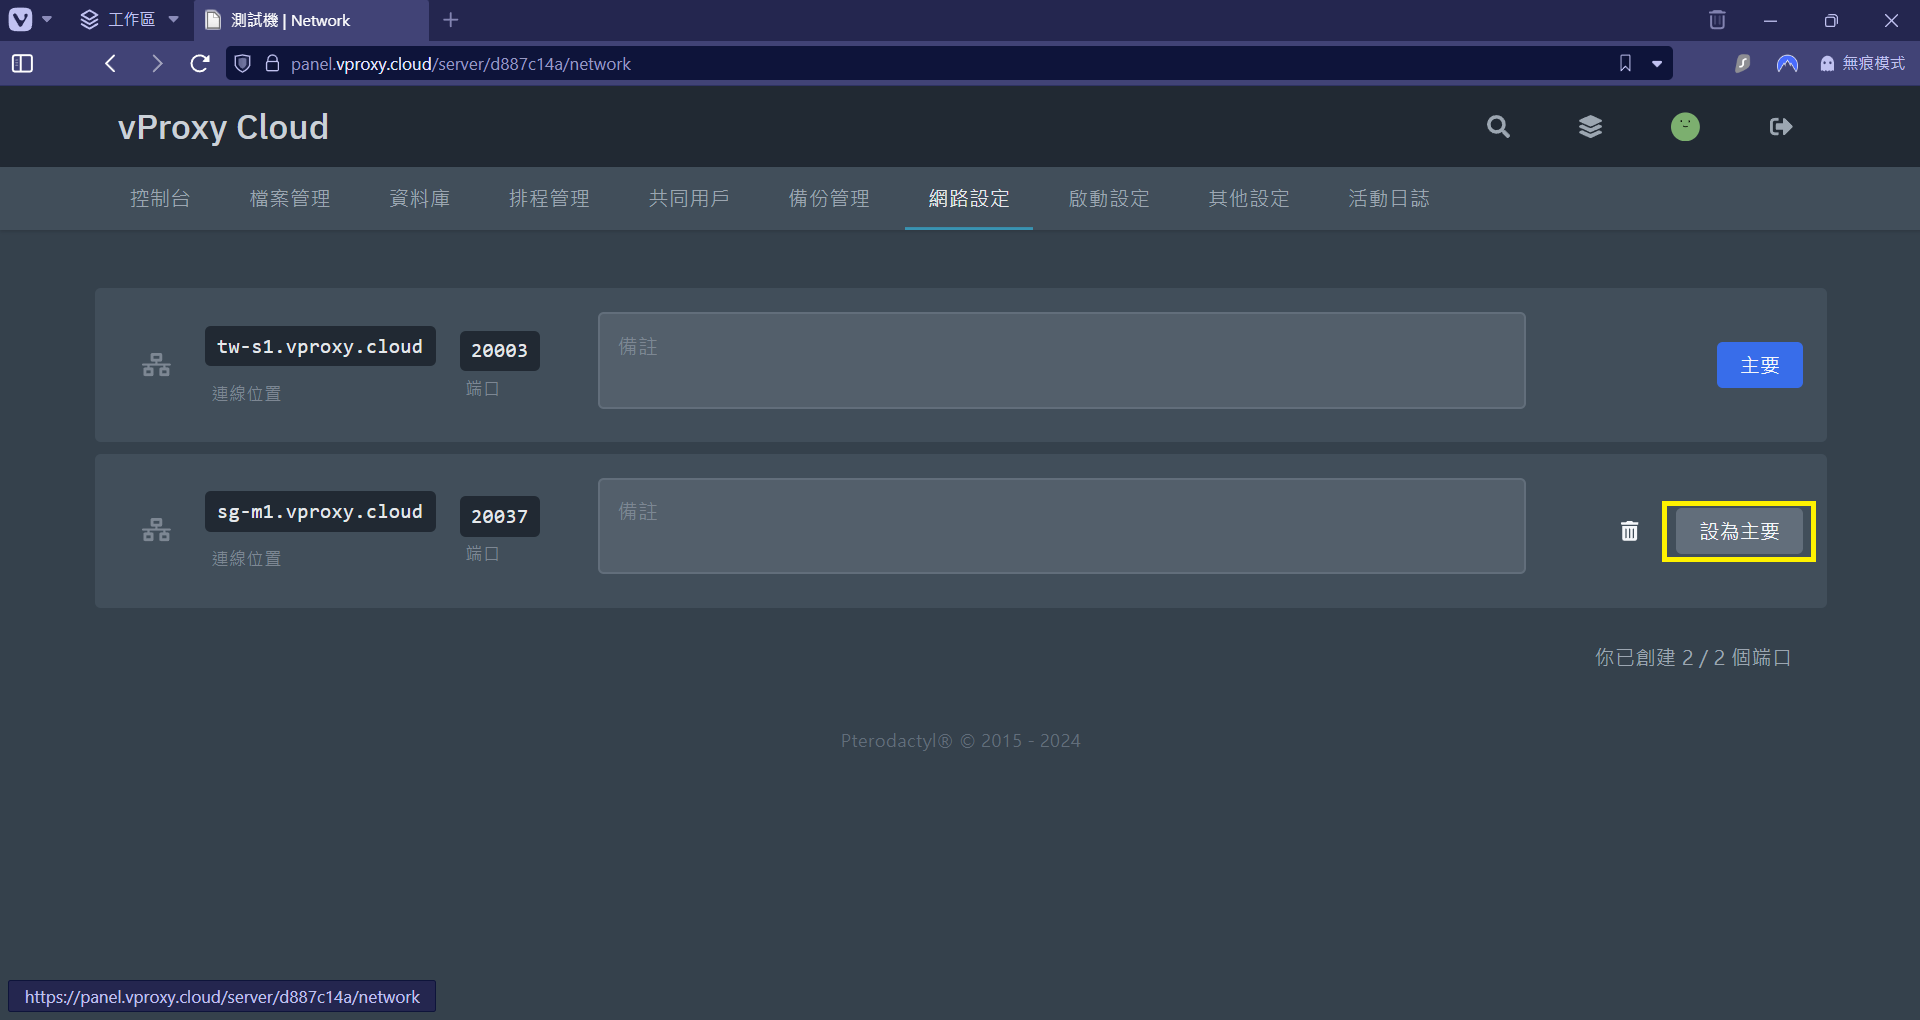 工作區
測試機 | Network
panel.vproxy.cloud/server/d887c14a/network
無痕模式
vProxy Cloud
控制台 檔案管理 資料庫 排程管理 共同用戶 備份管理 網路設定 啟動設定 其他設定 活動日誌
tw-s1.vproxy.cloud
連線位置
20003
端口
備註
主要
sg-m1.vproxy.cloud
連線位置
20037
端口
備註
設為主要
你已創建 2 / 2 個端口
Pterodactyl® © 2015 - 2024
https://panel.vproxy.cloud/server/d887c14a/network